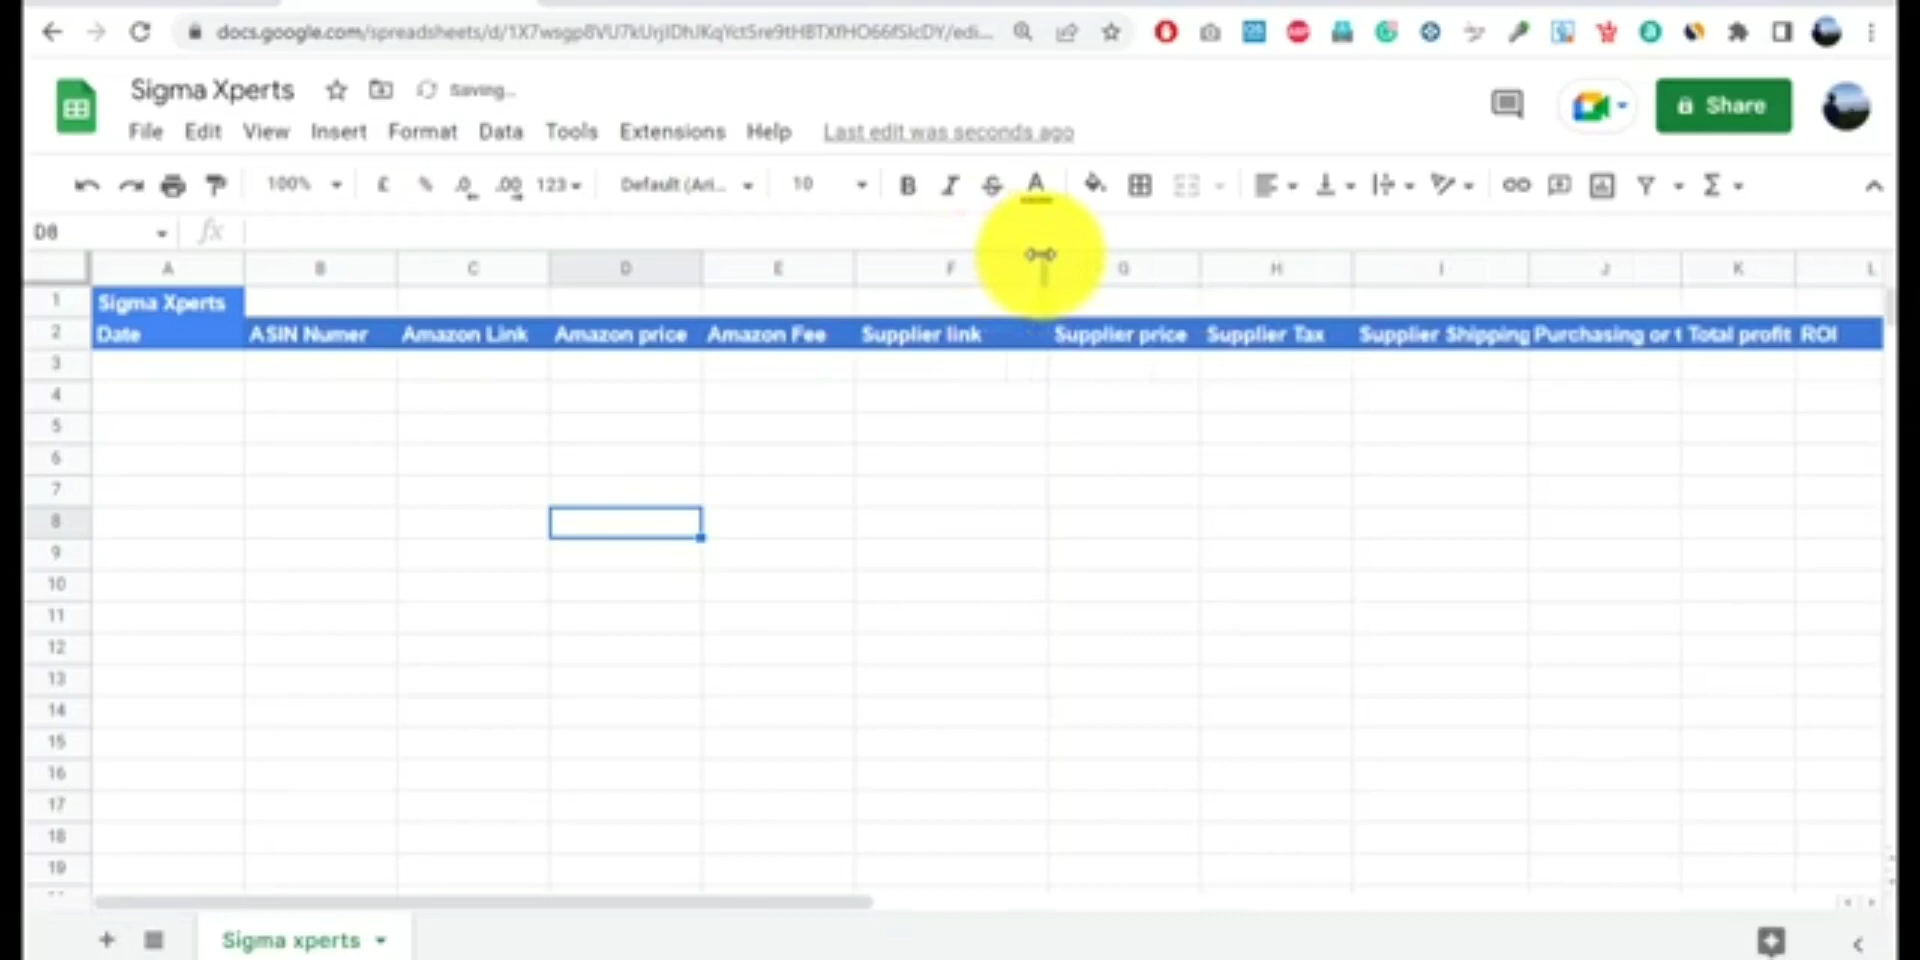 docs.google.com/spreadsheets/d/
Sigma Xperts Saving...
File Edit View Insert Format Data Tools Extensions Help Last edit was seconds ago
Share
100% £ % .0 .00 123 Default (Ari... 10 B I S A
D8 fx
A B C D E F G H I J K L
1 Sigma Xperts
2 Date ASIN Numer Amazon Link Amazon price Amazon Fee Supplier link Supplier price Supplier Tax Supplier Shipping Purchasing or t Total profit ROI
3
4
5
6
7
8
9
10
11
12
13
14
15
16
17
18
19
Sigma xperts